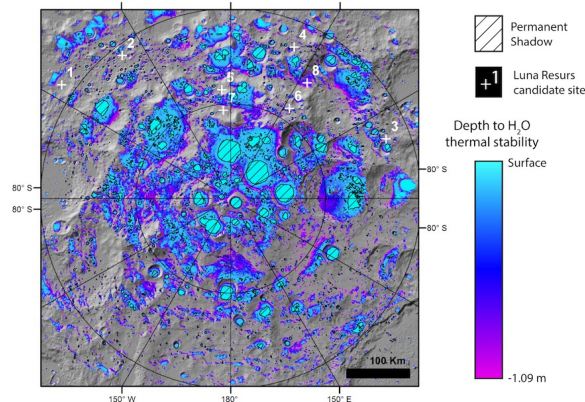 1
2
4
5
8
7
6
3
80° S
80° S
80° S
80° S
100 Km
150° W
180°
150° E
Permanent
Shadow
1
Luna Resurs
candidate site
Depth to H₂O
thermal stability
Surface
-1.09 m